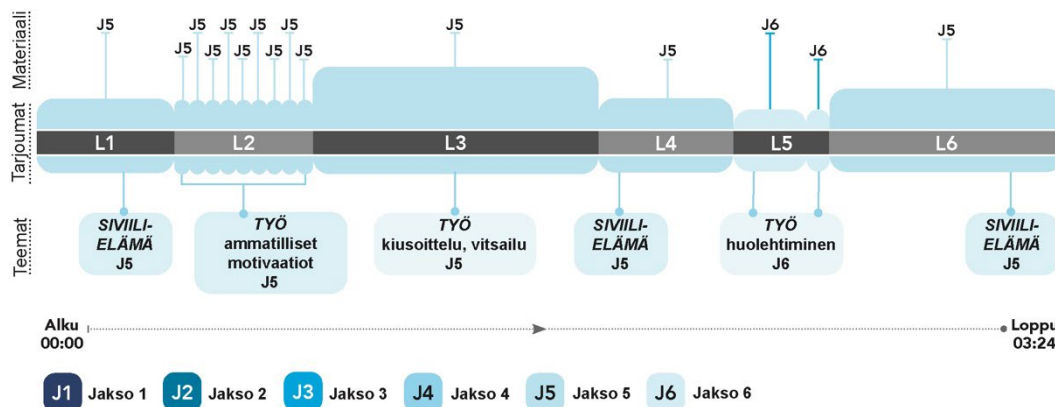 Materiaali
J5
J5 J5 J5 J5 J5 J5 J5 J5 J5
J5
J5
J6
J6
J5
Tarjoumat
L1 L2 L3 L4 L5 L6
Teemat
SIVIILI-
ELÄMÄ
J5
TYÖ
ammatilliset
motivaatiot
J5
TYÖ
kiusoittelu, vitsailu
J5
SIVIILI-
ELÄMÄ
J5
TYÖ
huolehtiminen
J6
SIVIILI-
ELÄMÄ
J5
Alku
00:00
Loppu
03:24
J1 Jakso 1 J2 Jakso 2 J3 Jakso 3 J4 Jakso 4 J5 Jakso 5 J6 Jakso 6